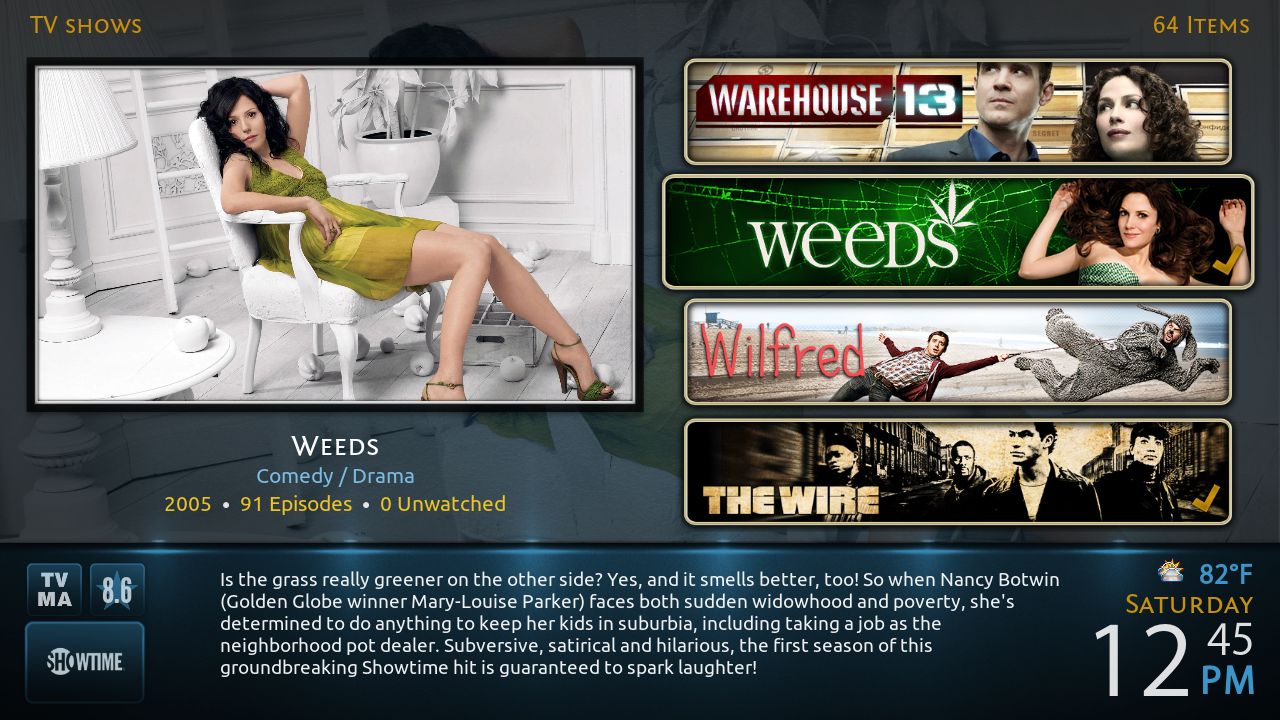 TV SHOWS
64 ITEMS
WAREHOUSE 13
SECRET
WEEDS
Wilfred
THE WIRE
WEEDS
Comedy / Drama
2005 • 91 Episodes • 0 Unwatched
TV
MA
8.6
SHOWTIME
Is the grass really greener on the other side? Yes, and it smells better, too! So when Nancy Botwin
(Golden Globe winner Mary-Louise Parker) faces both sudden widowhood and poverty, she's
determined to do anything to keep her kids in suburbia, including taking a job as the
neighborhood pot dealer. Subversive, satirical and hilarious, the first season of this
groundbreaking Showtime hit is guaranteed to spark laughter!
82°F
SATURDAY
12 45
PM